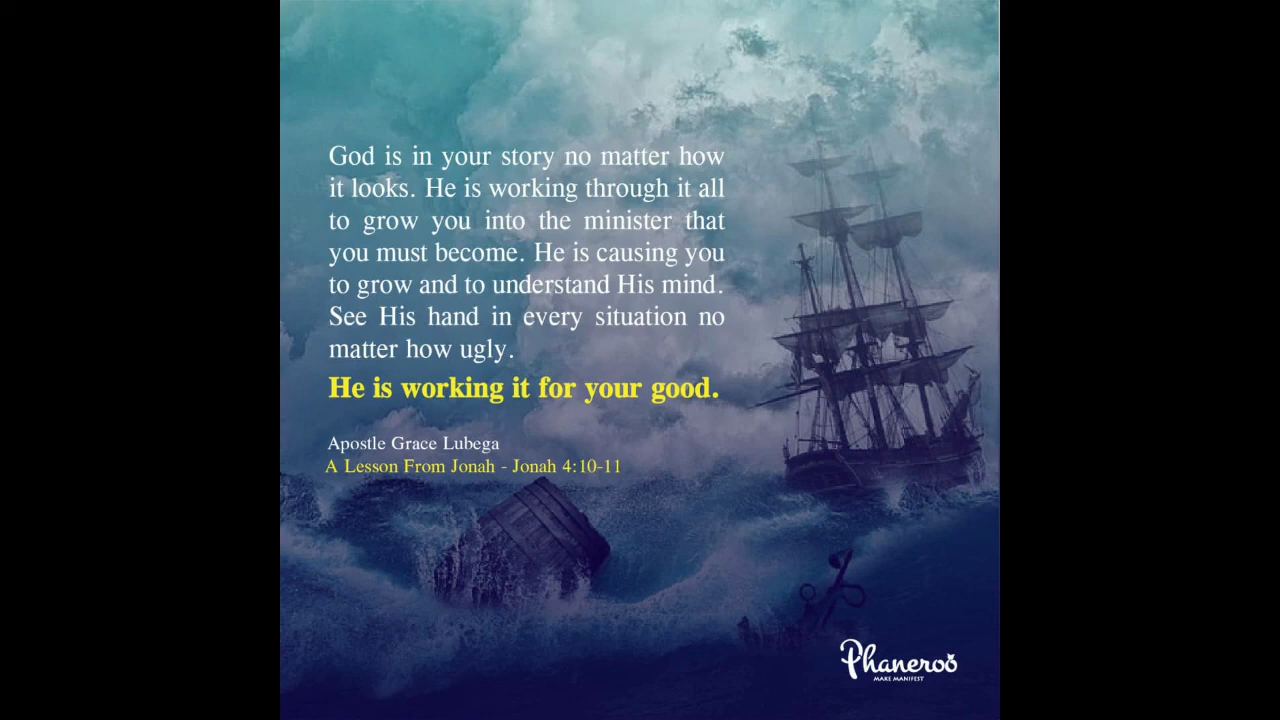 God is in your story no matter how
it looks. He is working through it all
to grow you into the minister that
you must become. He is causing you
to grow and to understand His mind.
See His hand in every situation no
matter how ugly.
He is working it for your good.
Apostle Grace Lubega
A Lesson From Jonah - Jonah 4:10-11
Phaneroo
MAKE MANIFEST